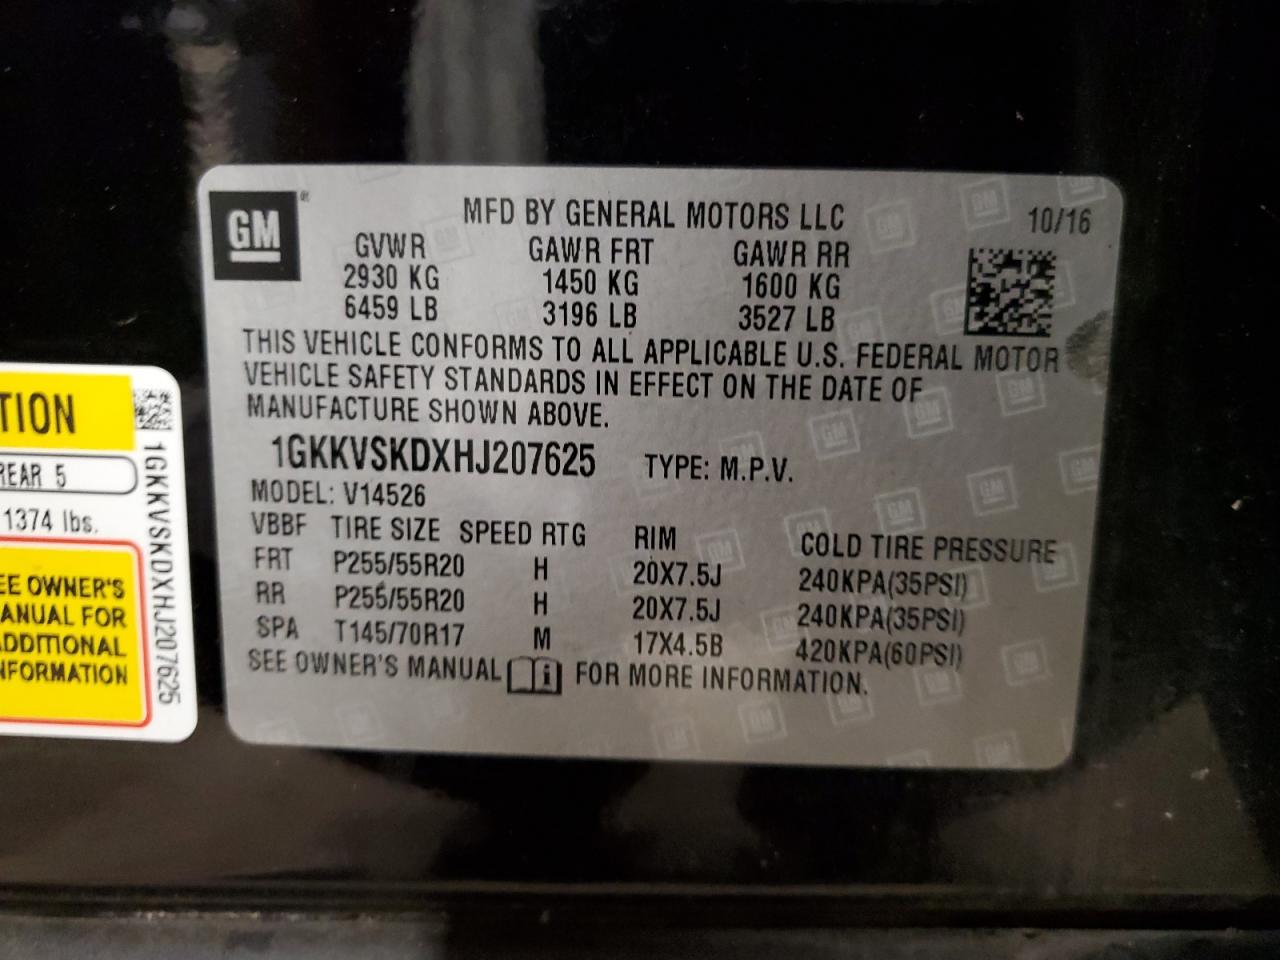 GM
®
MFD BY GENERAL MOTORS LLC
10/16
GVWR GAWR FRT GAWR RR
2930 KG 1450 KG 1600 KG
6459 LB 3196 LB 3527 LB
THIS VEHICLE CONFORMS TO ALL APPLICABLE U.S. FEDERAL MOTOR
VEHICLE SAFETY STANDARDS IN EFFECT ON THE DATE OF
MANUFACTURE SHOWN ABOVE.
1GKKVSKDXHJ207625 TYPE: M.P.V.
MODEL: V14526
VBBF TIRE SIZE SPEED RTG RIM COLD TIRE PRESSURE
FRT P255/55R20 H 20X7.5J 240KPA(35PSI)
RR P255/55R20 H 20X7.5J 240KPA(35PSI)
SPA T145/70R17 M 17X4.5B 420KPA(60PSI)
SEE OWNER'S MANUAL i FOR MORE INFORMATION.
TION
REAR 5
1374 lbs.
EE OWNER'S
ANUAL FOR
DDITIONAL
NFORMATION
1GKKVSKDXHJ207625